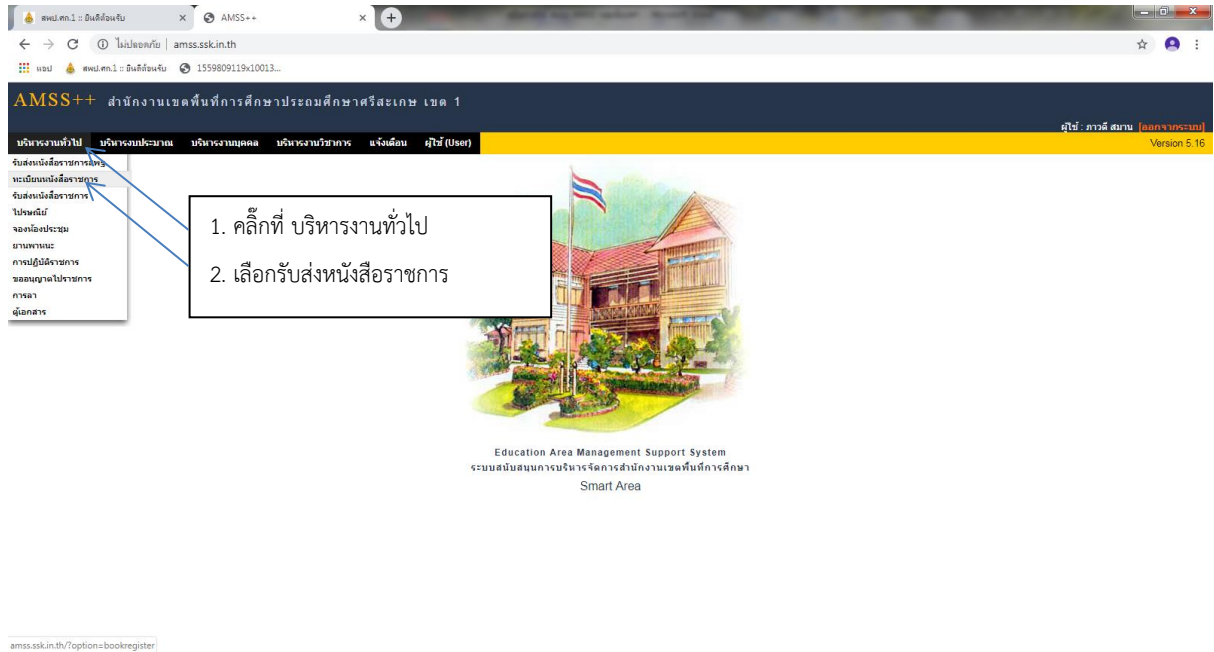 สพป.ศก.1 :: ยินดีต้อนรับ
AMSS++
ไม่ปลอดภัย | amss.ssk.in.th
แอป
สพป.ศก.1 :: ยินดีต้อนรับ
1559809119x10013...
AMSS++ สำนักงานเขตพื้นที่การศึกษาประถมศึกษาศรีสะเกษ เขต 1
ผู้ใช้ : ภาวดี สมาน [ออกจากระบบ]
บริหารงานทั่วไป บริหารงบประมาณ บริหารงานบุคคล บริหารงานวิชาการ แจ้งเตือน ผู้ใช้ (User)
Version 5.16
รับส่งหนังสือราชการสพฐ
ทะเบียนหนังสือราชการ
รับส่งหนังสือราชการ
ไปรษณีย์
จองห้องประชุม
ยานพาหนะ
การปฏิบัติราชการ
ขออนุญาตไปราชการ
การลา
ตู้เอกสาร
1. คลิ๊กที่ บริหารงานทั่วไป
2. เลือกรับส่งหนังสือราชการ
Education Area Management Support System
ระบบสนับสนุนการบริหารจัดการสำนักงานเขตพื้นที่การศึกษา
Smart Area
amss.ssk.in.th/?option=bookregister